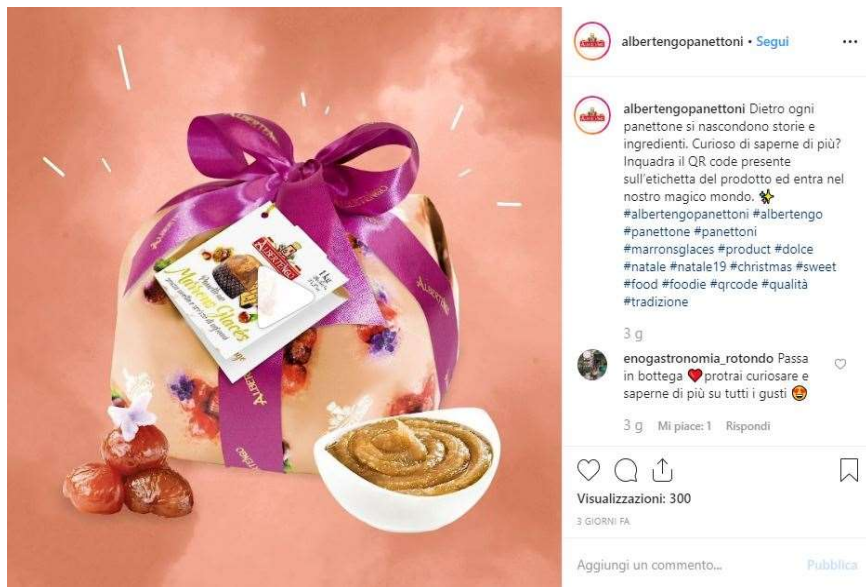 albertengopanettoni • Segui
albertengopanettoni Dietro ogni
panettone si nascondono storie e
ingredienti. Curioso di saperne di più?
Inquadra il QR code presente
sull'etichetta del prodotto ed entra nel
nostro magico mondo.
#albertengopanettoni #albertengo
#panettone #panettoni
#marronsglaces #product #dolce
#natale #natale19 #christmas #sweet
#food #foodie #qrcode #qualità
#tradizione
3 g
enogastronomia_rotondo Passa
in bottega protrai curiosare e
saperne di più su tutti i gusti
3 g Mi piace: 1 Rispondi
Visualizzazioni: 300
3 GIORNI FA
Aggiungi un commento... Pubblica
ALBERTENGO
1 kg
Panettone
Marrons Glacés
ALBERTENGO